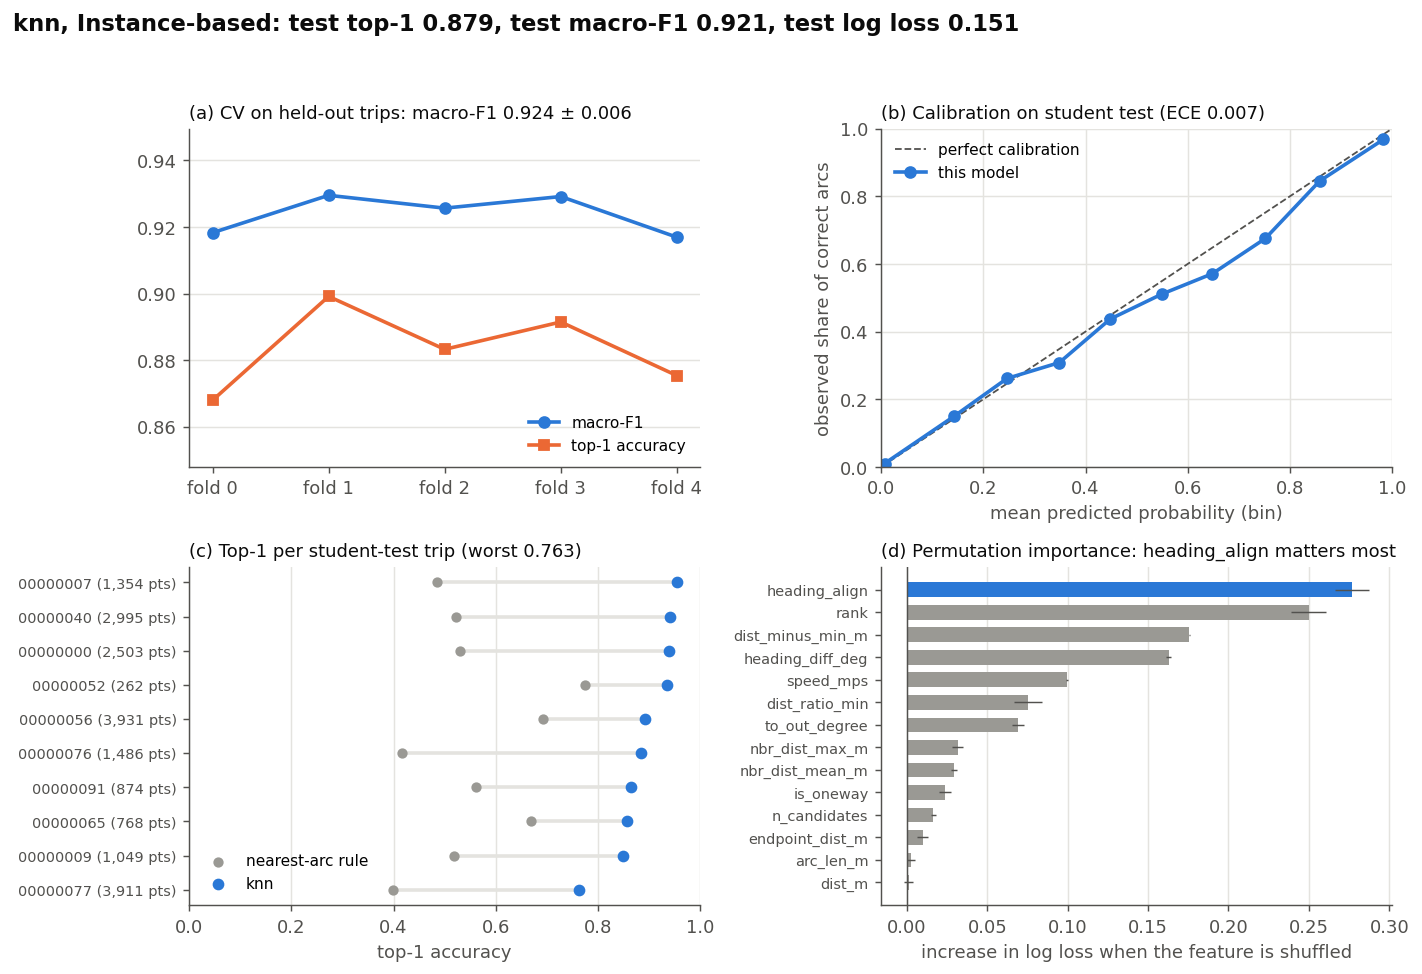 knn, Instance-based: test top-1 0.879, test macro-F1 0.921, test log loss 0.151
(a) CV on held-out trips: macro-F1 0.924 ± 0.006
0.94
0.92
0.90
0.88
0.86
macro-F1
top-1 accuracy
fold 0
fold 1
fold 2
fold 3
fold 4
(b) Calibration on student test (ECE 0.007)
observed share of correct arcs
1.0
0.8
0.6
0.4
0.2
0.0
perfect calibration
this model
0.0
0.2
0.4
0.6
0.8
1.0
mean predicted probability (bin)
(c) Top-1 per student-test trip (worst 0.763)
00000007 (1,354 pts)
00000040 (2,995 pts)
00000000 (2,503 pts)
00000052 (262 pts)
00000056 (3,931 pts)
00000076 (1,486 pts)
00000091 (874 pts)
00000065 (768 pts)
00000009 (1,049 pts)
00000077 (3,911 pts)
nearest-arc rule
knn
0.0
0.2
0.4
0.6
0.8
1.0
top-1 accuracy
(d) Permutation importance: heading_align matters most
heading_align
rank
dist_minus_min_m
heading_diff_deg
speed_mps
dist_ratio_min
to_out_degree
nbr_dist_max_m
nbr_dist_mean_m
is_oneway
n_candidates
endpoint_dist_m
arc_len_m
dist_m
0.00
0.05
0.10
0.15
0.20
0.25
0.30
increase in log loss when the feature is shuffled